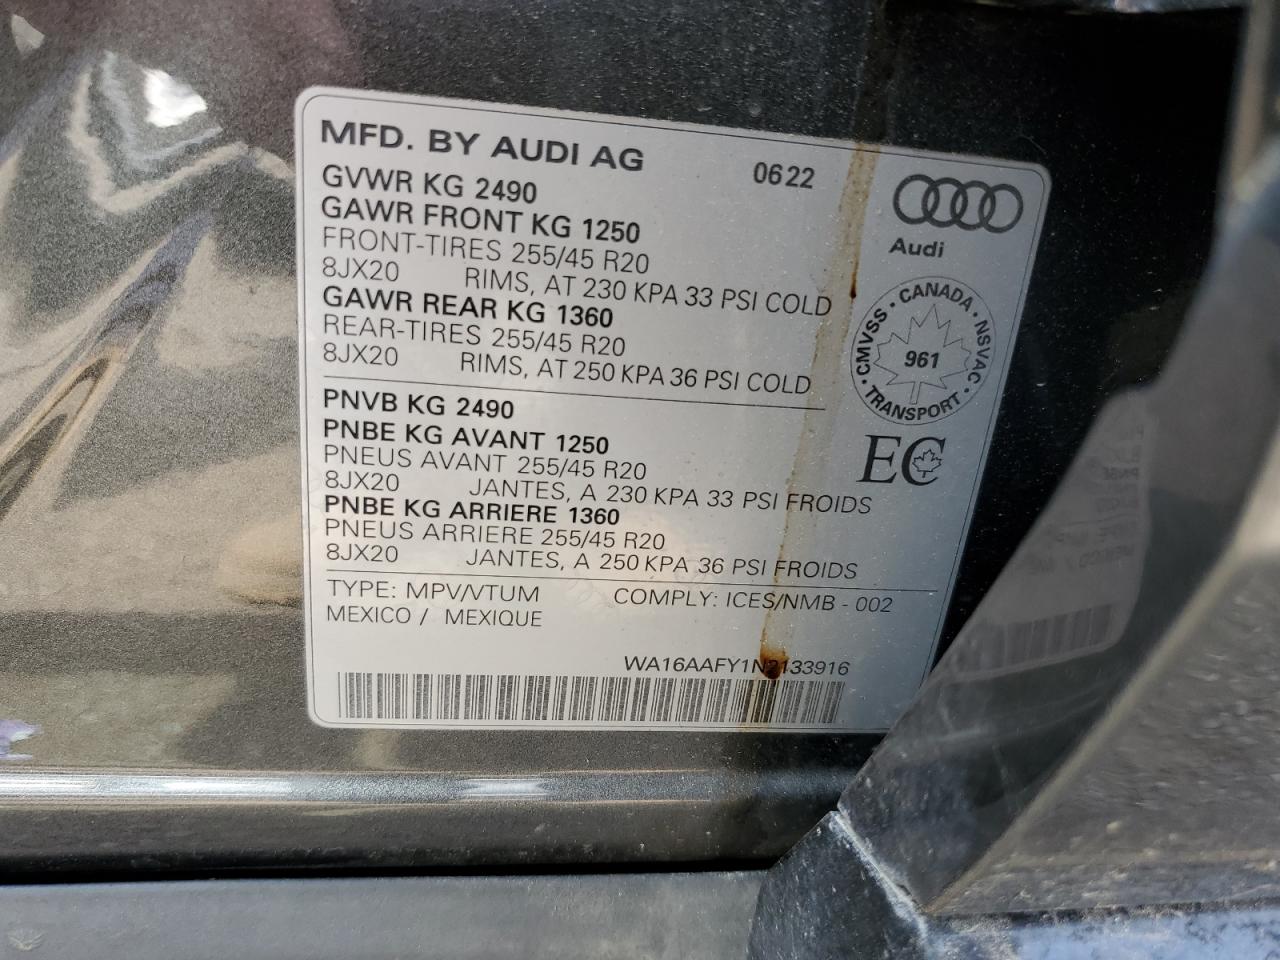 MFD. BY AUDI AG 0622
GVWR KG 2490
GAWR FRONT KG 1250
FRONT-TIRES 255/45 R20
8JX20 RIMS, AT 230 KPA 33 PSI COLD
GAWR REAR KG 1360
REAR-TIRES 255/45 R20
8JX20 RIMS, AT 250 KPA 36 PSI COLD
Audi
CMVSS · CANADA · NSVAC · TRANSPORT ·
961
EC
PNVB KG 2490
PNBE KG AVANT 1250
PNEUS AVANT 255/45 R20
8JX20 JANTES, A 230 KPA 33 PSI FROIDS
PNBE KG ARRIERE 1360
PNEUS ARRIERE 255/45 R20
8JX20 JANTES, A 250 KPA 36 PSI FROIDS
TYPE: MPV/VTUM COMPLY: ICES/NMB - 002
MEXICO / MEXIQUE
WA16AAFY1N2133916